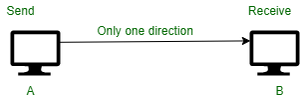 Send
Receive
Only one direction
A
B